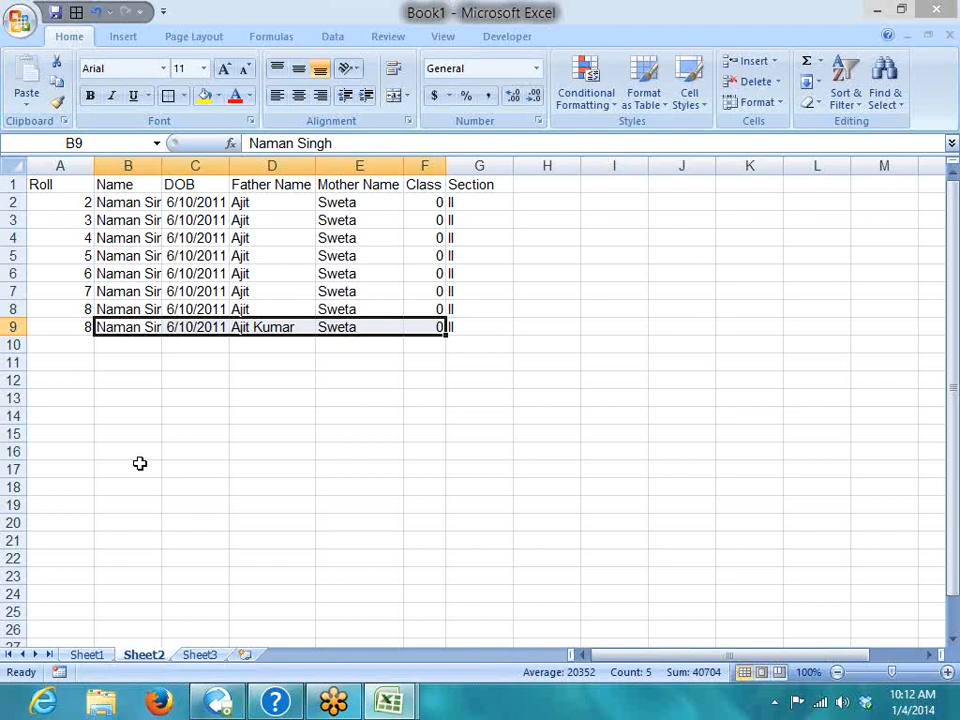 Book1 - Microsoft Excel
Home Insert Page Layout Formulas Data Review View Developer
Paste
Clipboard
Arial 11
B I U A
Font
Alignment
General
$ % ,
Number
Conditional Formatting
Format as Table
Cell Styles
Styles
Insert
Delete
Format
Cells
Σ
Sort & Filter
Find & Select
Editing
B9 fx Naman Singh
A B C D E F G H I J K L M
1 Roll Name DOB Father Name Mother Name Class Section
2 2 Naman Sir 6/10/2011 Ajit Sweta 0 II
3 3 Naman Sir 6/10/2011 Ajit Sweta 0 II
4 4 Naman Sir 6/10/2011 Ajit Sweta 0 II
5 5 Naman Sir 6/10/2011 Ajit Sweta 0 II
6 6 Naman Sir 6/10/2011 Ajit Sweta 0 II
7 7 Naman Sir 6/10/2011 Ajit Sweta 0 II
8 8 Naman Sir 6/10/2011 Ajit Sweta 0 II
9 8 Naman Sir 6/10/2011 Ajit Kumar Sweta 0 II
10
11
12
13
14
15
16
17
18
19
20
21
22
23
24
25
26
27
Sheet1 Sheet2 Sheet3
Ready Average: 20352 Count: 5 Sum: 40704 100%
10:12 AM
1/4/2014